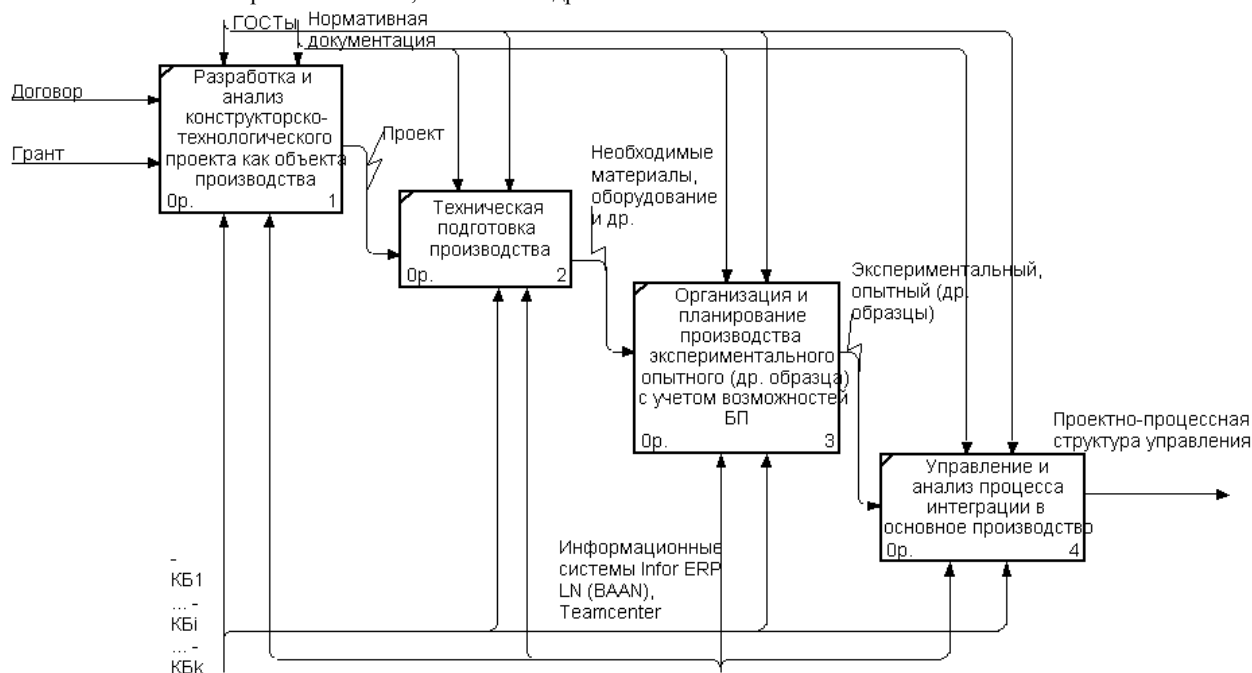 ГОСТы
Нормативная
документация
Договор
Грант
Разработка и
анализ
конструкторско-
технологического
проекта как объекта
производства
0р.
1
Проект
Техническая
подготовка
производства
0р.
2
Необходимые
материалы,
оборудование
и др.
Организация и
планирование
производства
экспериментального
опытного (др. образца)
с учетом возможностей
БП
0р.
3
Экспериментальный,
опытный (др.
образцы)
Управление и
анализ процесса
интеграции в
основное производство
0р.
4
Проектно-процессная
структура управления
Информационные
системы Infor ERP
LN (BAAN),
Teamcenter
-
КБ1
... -
КБi
... -
КБk